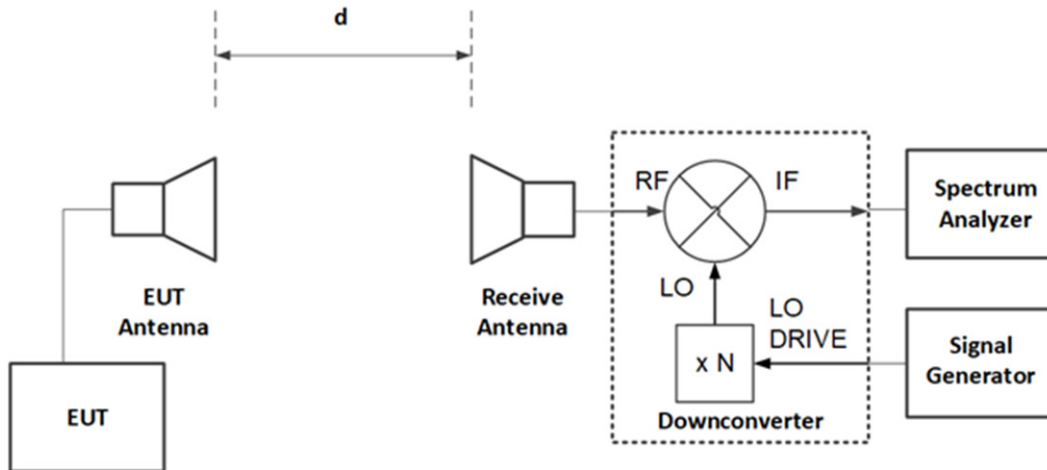 d
RF
IF
Spectrum
Analyzer
EUT
Antenna
Receive
Antenna
LO
LO
DRIVE
x N
Signal
Generator
Downconverter
EUT